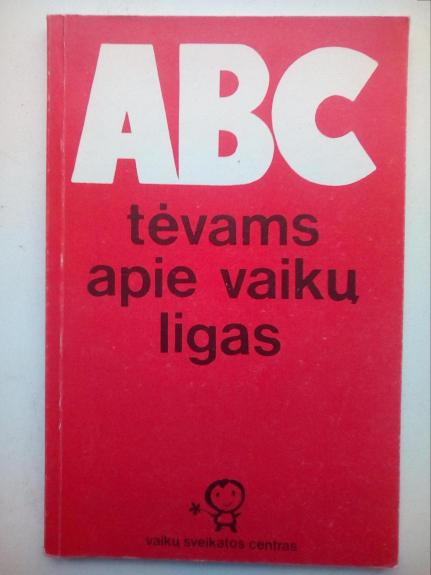 ABC
tėvams
apie vaikų
ligas
vaikų sveikatos centras